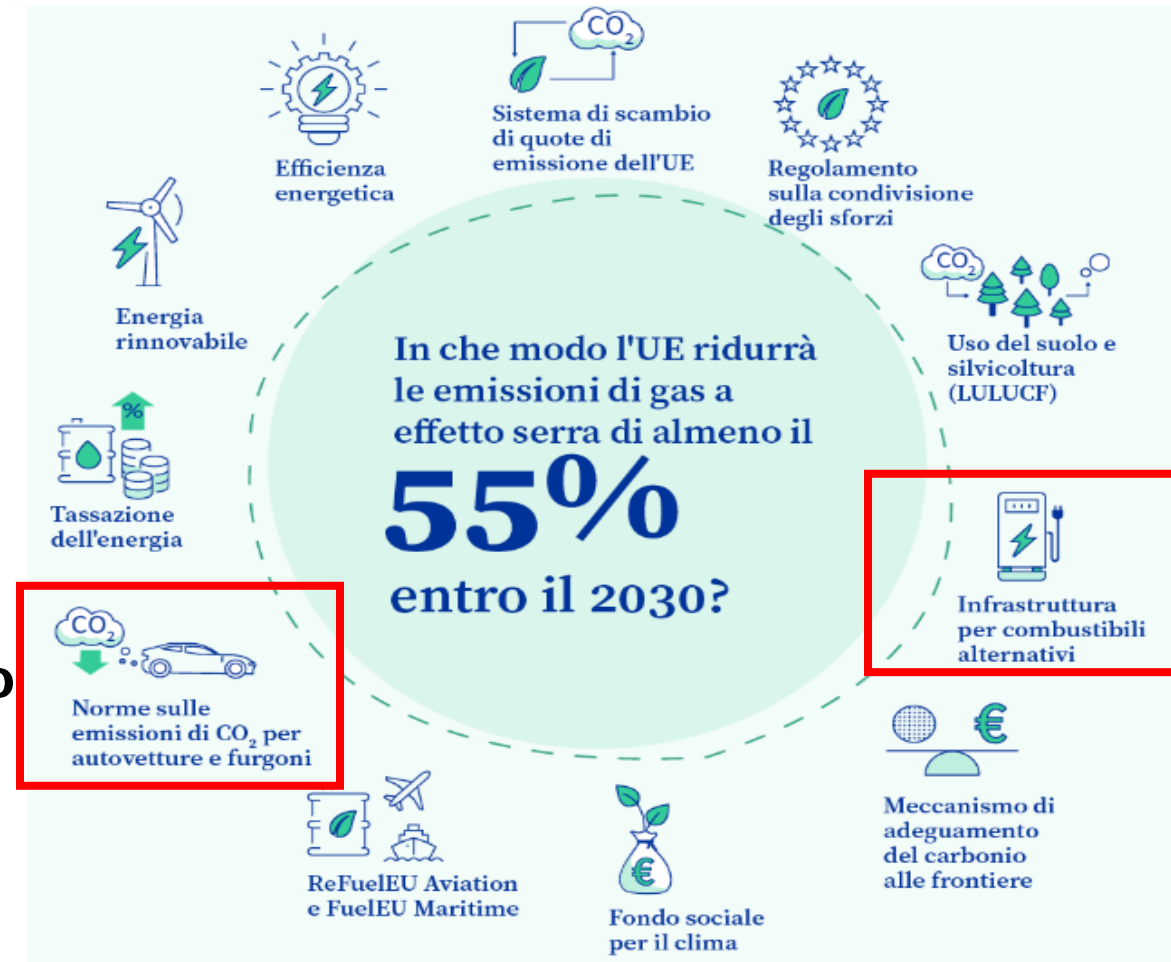 CO₂
Sistema di scambio
di quote di
emissione dell'UE
Efficienza
energetica
Regolamento
sulla condivisione
degli sforzi
CO₂
Energia
rinnovabile
Uso del suolo e
silvicoltura
(LULUCF)
In che modo l'UE ridurrà
le emissioni di gas a
effetto serra di almeno il
55%
entro il 2030?
%
Tassazione
dell'energia
Infrastruttura
per combustibili
alternativi
CO₂
o
Norme sulle
emissioni di CO₂ per
autovetture e furgoni
€
Meccanismo di
adeguamento
del carbonio
alle frontiere
ReFuelEU Aviation
e FuelEU Maritime
€
Fondo sociale
per il clima